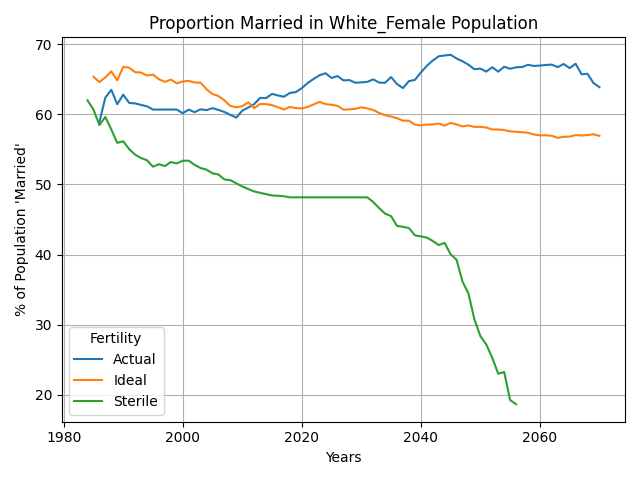 Proportion Married in White_Female Population
% of Population 'Married'
70
60
50
40
30
20
Fertility
Actual
Ideal
Sterile
1980 2000 2020 2040 2060
Years